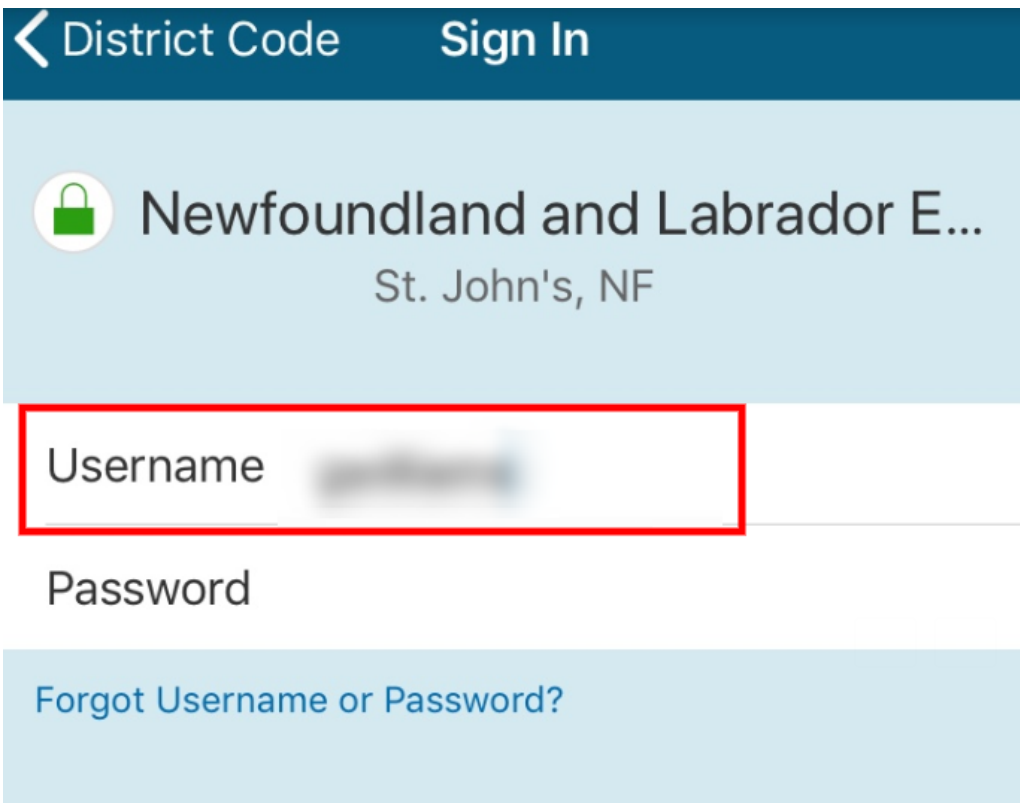 District Code Sign In
Newfoundland and Labrador E...
St. John's, NF
Username
Password
Forgot Username or Password?